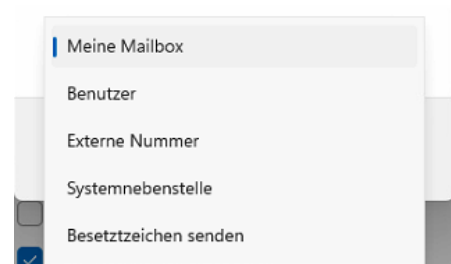 Meine Mailbox
Benutzer
Externe Nummer
Systemnebenstelle
Besetztzeichen senden